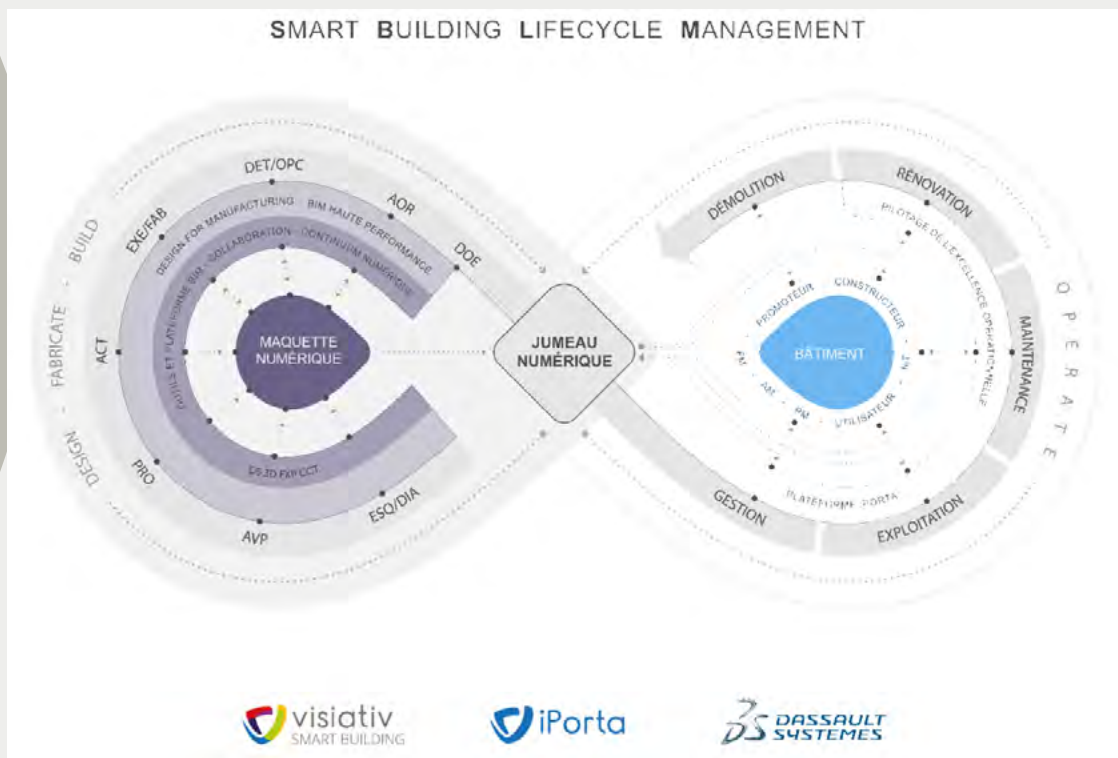 SMART BUILDING LIFECYCLE MANAGEMENT
DESIGN - FABRICATE - BUILD
ESQ/DIA
AVP
PRO
ACT
EXE/FAB
DET/OPC
AOR
DOE
DESIGN FOR MANUFACTURING - BIM HAUTE PERFORMANCE
OUTILS ET PLATEFORME BIM - COLLABORATION - CONTINUUM NUMÉRIQUE
MAQUETTE
NUMÉRIQUE
JUMEAU
NUMÉRIQUE
DÉMOLITION
RÉNOVATION
MAINTENANCE
EXPLOITATION
GESTION
PILOTAGE DE L'EXCELLENCE OPERATIONNELLE
PLATEFORME PORTA
PROMOTEUR
CONSTRUCTEUR
UTILISATEUR - PM - AM - FM
BÂTIMENT
OPERATE
visiativ
SMART BUILDING
iPorta
DASSAULT
SYSTEMES